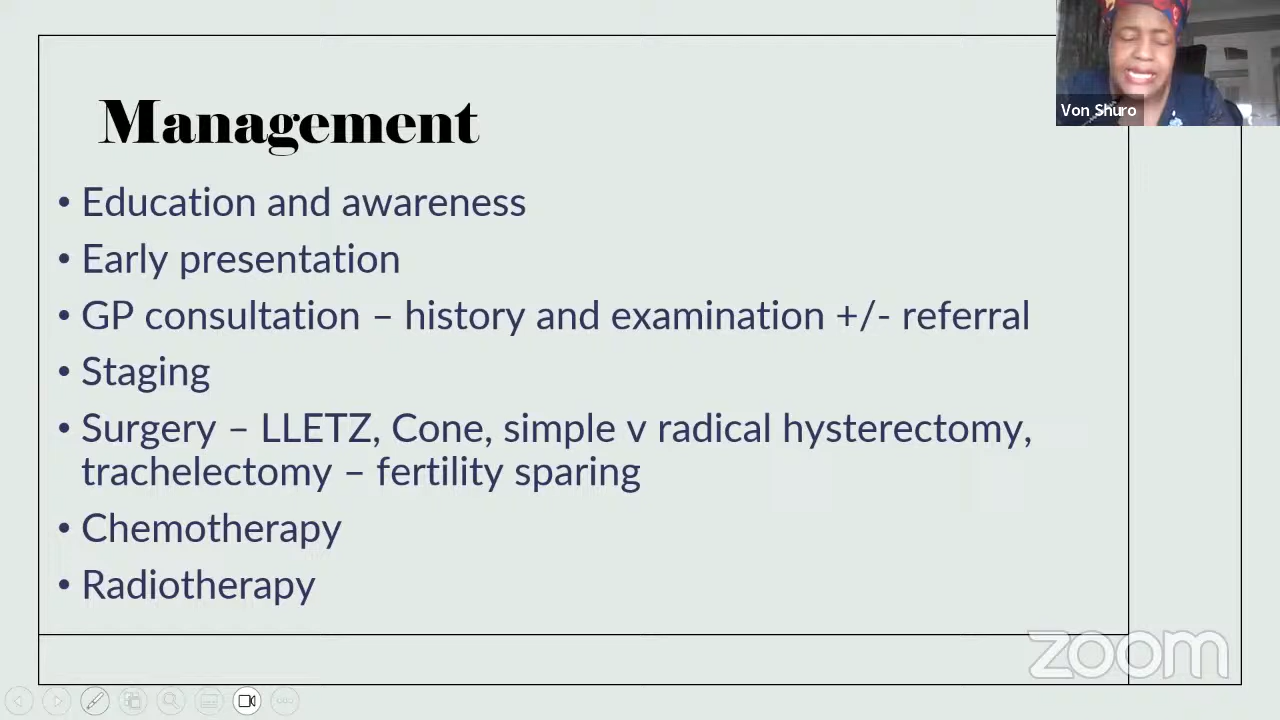 Von Shuro
Management
• Education and awareness
• Early presentation
• GP consultation – history and examination +/- referral
• Staging
• Surgery – LLETZ, Cone, simple v radical hysterectomy,
trachelectomy – fertility sparing
• Chemotherapy
• Radiotherapy
zoom